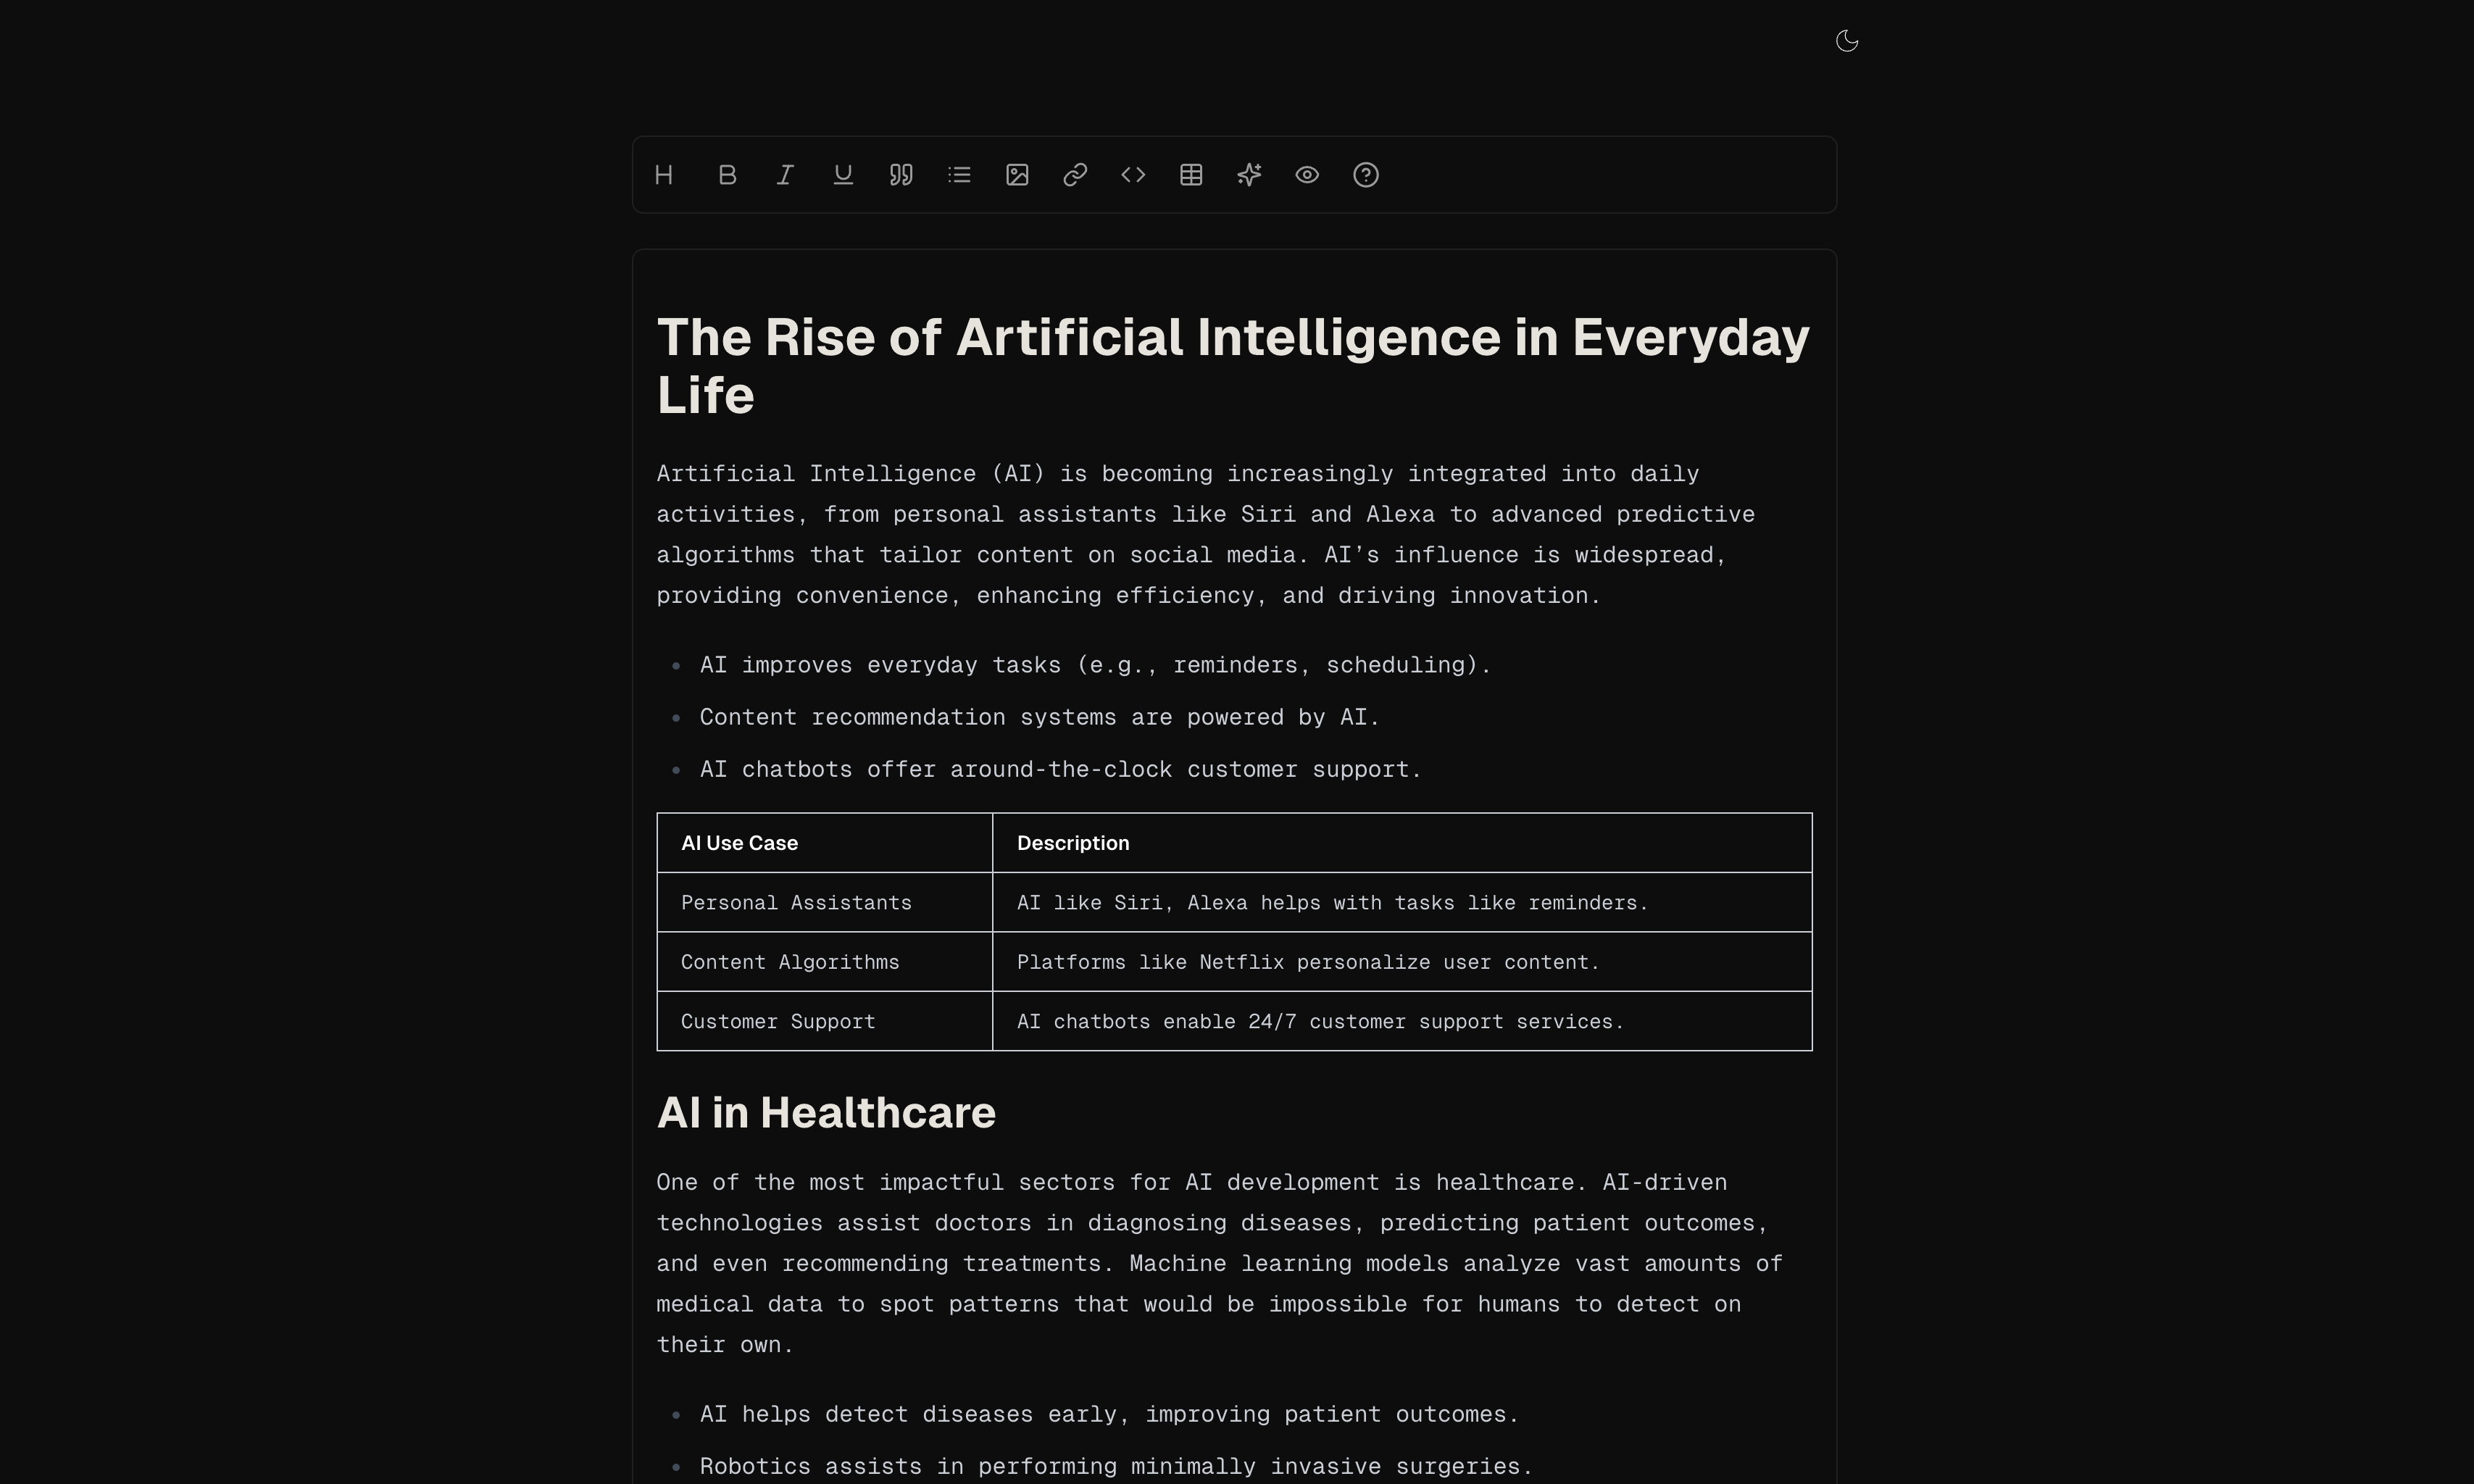 The Rise of Artificial Intelligence in Everyday
Life
Artificial Intelligence (AI) is becoming increasingly integrated into daily
activities, from personal assistants like Siri and Alexa to advanced predictive
algorithms that tailor content on social media. AI’s influence is widespread,
providing convenience, enhancing efficiency, and driving innovation.
AI improves everyday tasks (e.g., reminders, scheduling).
Content recommendation systems are powered by AI.
AI chatbots offer around-the-clock customer support.
AI Use Case Description
Personal Assistants AI like Siri, Alexa helps with tasks like reminders.
Content Algorithms Platforms like Netflix personalize user content.
Customer Support AI chatbots enable 24/7 customer support services.
AI in Healthcare
One of the most impactful sectors for AI development is healthcare. AI-driven
technologies assist doctors in diagnosing diseases, predicting patient outcomes,
and even recommending treatments. Machine learning models analyze vast amounts of
medical data to spot patterns that would be impossible for humans to detect on
their own.
AI helps detect diseases early, improving patient outcomes.
Robotics assists in performing minimally invasive surgeries.